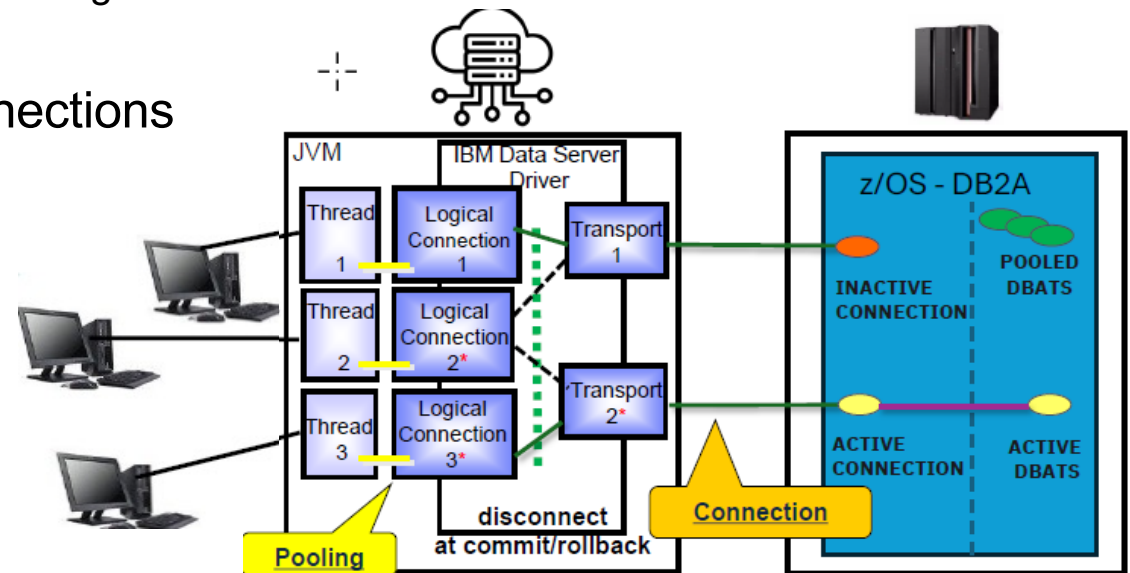 nnections
JVM
IBM Data Server
Driver
Thread
1
Logical
Connection
1
Transport
1
Thread
2
Logical
Connection
2*
Thread
3
Logical
Connection
3*
Transport
2*
disconnect
at commit/rollback
Pooling
Connection
z/OS - DB2A
POOLED
DBATS
INACTIVE
CONNECTION
ACTIVE
CONNECTION
ACTIVE
DBATS